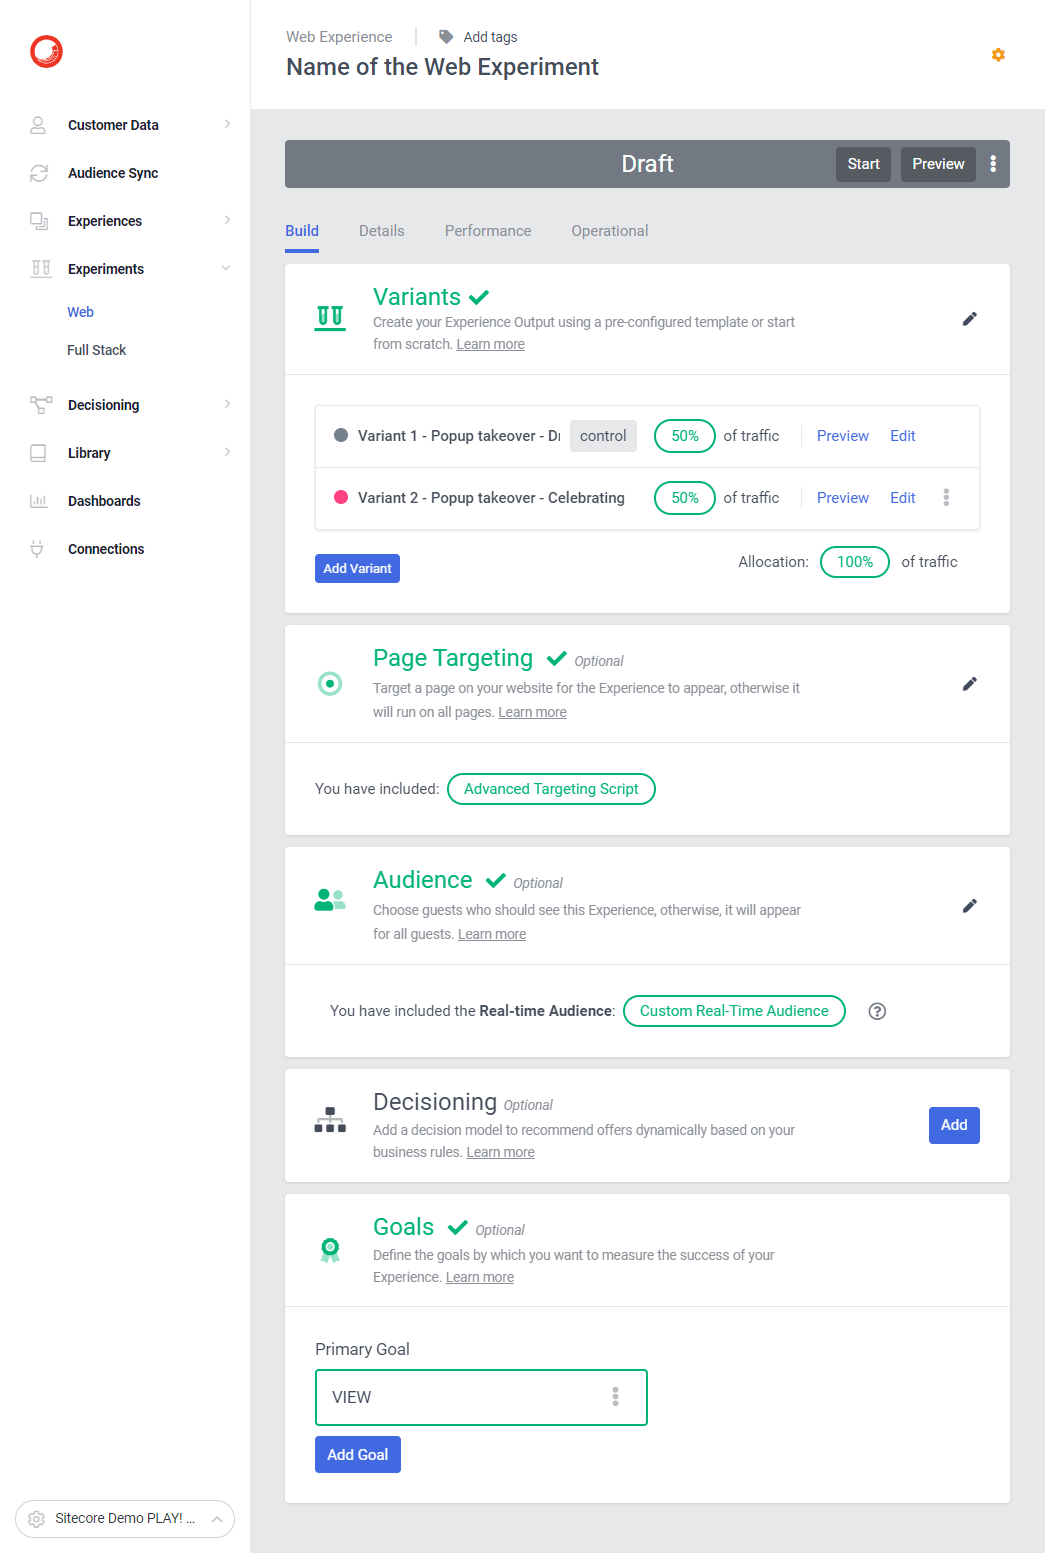 Web Experience
Add tags
Name of the Web Experiment
Customer Data
Audience Sync
Experiences
Experiments
Web
Full Stack
Decisioning
Library
Dashboards
Connections
Sitecore Demo PLAY! ...
Draft
Start
Preview
Build
Details
Performance
Operational
Variants
Create your Experience Output using a pre-configured template or start
from scratch. Learn more
Variant 1 - Popup takeover - control 50% of traffic Preview Edit
Variant 2 - Popup takeover - Celebrating 50% of traffic Preview Edit
Add Variant
Allocation: 100% of traffic
Page Targeting Optional
Target a page on your website for the Experience to appear, otherwise it
will run on all pages. Learn more
You have included: Advanced Targeting Script
Audience Optional
Choose guests who should see this Experience, otherwise, it will appear
for all guests. Learn more
You have included the Real-time Audience: Custom Real-Time Audience
Decisioning Optional
Add a decision model to recommend offers dynamically based on your
business rules. Learn more
Add
Goals Optional
Define the goals by which you want to measure the success of your
Experience. Learn more
Primary Goal
VIEW
Add Goal